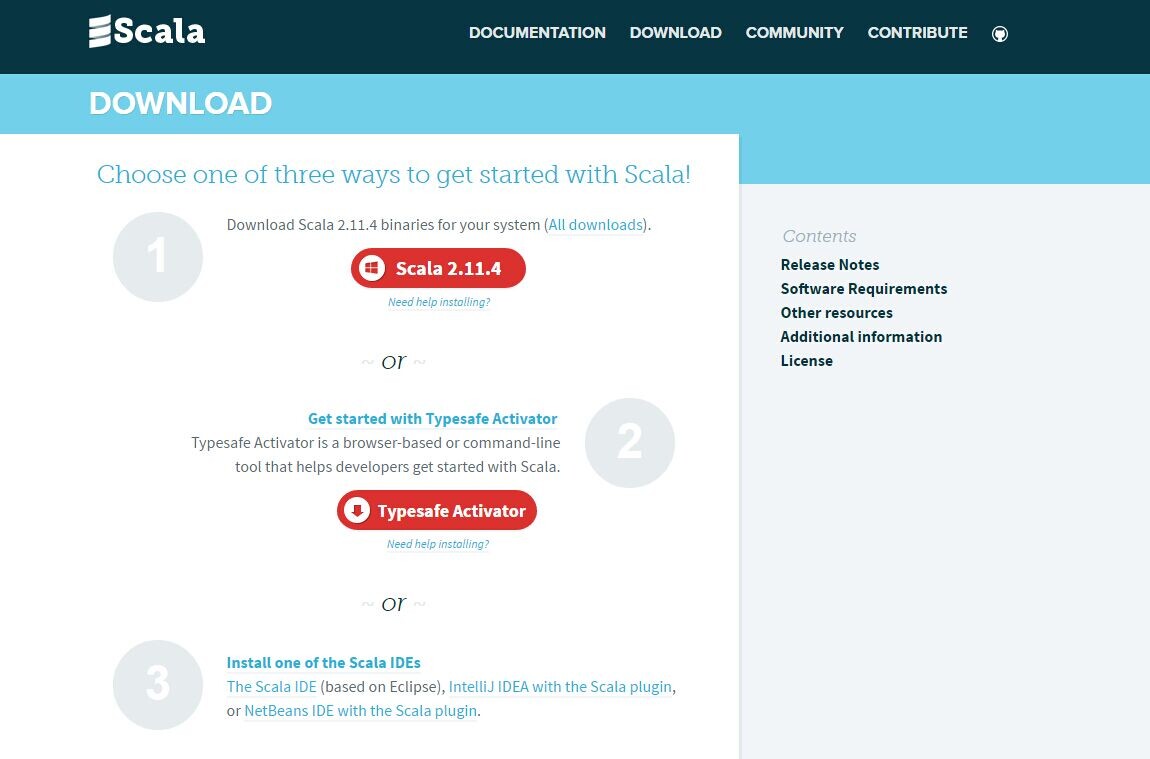 Scala
DOCUMENTATION DOWNLOAD COMMUNITY CONTRIBUTE
DOWNLOAD
Choose one of three ways to get started with Scala!
1
Download Scala 2.11.4 binaries for your system (All downloads).
Scala 2.11.4
Need help installing?
~ or ~
Get started with Typesafe Activator
Typesafe Activator is a browser-based or command-line
tool that helps developers get started with Scala.
2
Typesafe Activator
Need help installing?
~ or ~
3
Install one of the Scala IDEs
The Scala IDE (based on Eclipse), IntelliJ IDEA with the Scala plugin,
or NetBeans IDE with the Scala plugin.
Contents
Release Notes
Software Requirements
Other resources
Additional information
License